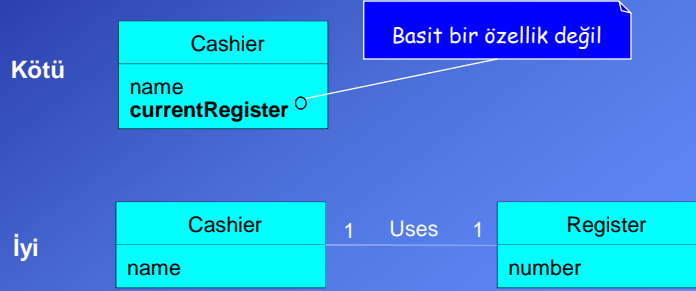 Basit bir özellik değil
Cashier
Kötü
name
currentRegister
Cashier
1 Uses 1
Register
İyi
name
number